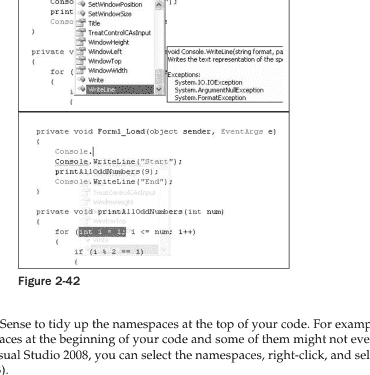 Conso
print
Conso
}
private v
for (
{
i
{
SetWindowPosition
SetWindowSize
Title
TreatControlCAsInput
WindowHeight
WindowLeft
WindowTop
WindowWidth
Write
WriteLine
void Console.WriteLine(string format, pa
Writes the text representation of the sp
Exceptions:
System.IO.IOException
System.ArgumentNullException
System.FormatException
private void Form1_Load(object sender, EventArgs e)
{
Console.
Console.WriteLine("Start");
printAllOddNumbers(9);
Console.WriteLine("End");
}
private void printAllOddNumbers(int num)
{
for (int i = 1; i <= num; i++)
{
if (i % 2 == 1)
{
Figure 2-42
Sense to tidy up the namespaces at the top of your code. For examp
aces at the beginning of your code and some of them might not eve
sual Studio 2008, you can select the namespaces, right-click, and sel
).